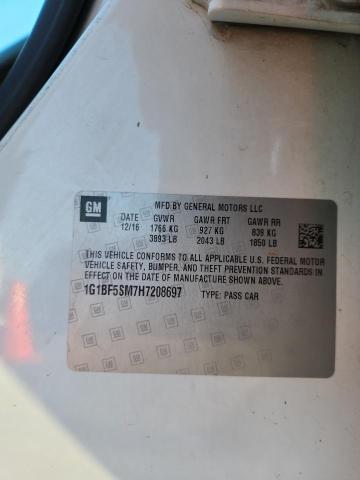 GM
MFD BY GENERAL MOTORS LLC
DATE GVWR GAWR FRT GAWR RR
12/16 1766 KG 927 KG 839 KG
3893 LB 2043 LB 1850 LB
THIS VEHICLE CONFORMS TO ALL APPLICABLE U.S. FEDERAL MOTOR
VEHICLE SAFETY, BUMPER, AND THEFT PREVENTION STANDARDS IN
EFFECT ON THE DATE OF MANUFACTURE SHOWN ABOVE.
1G1BF5SM7H7208697 TYPE: PASS CAR